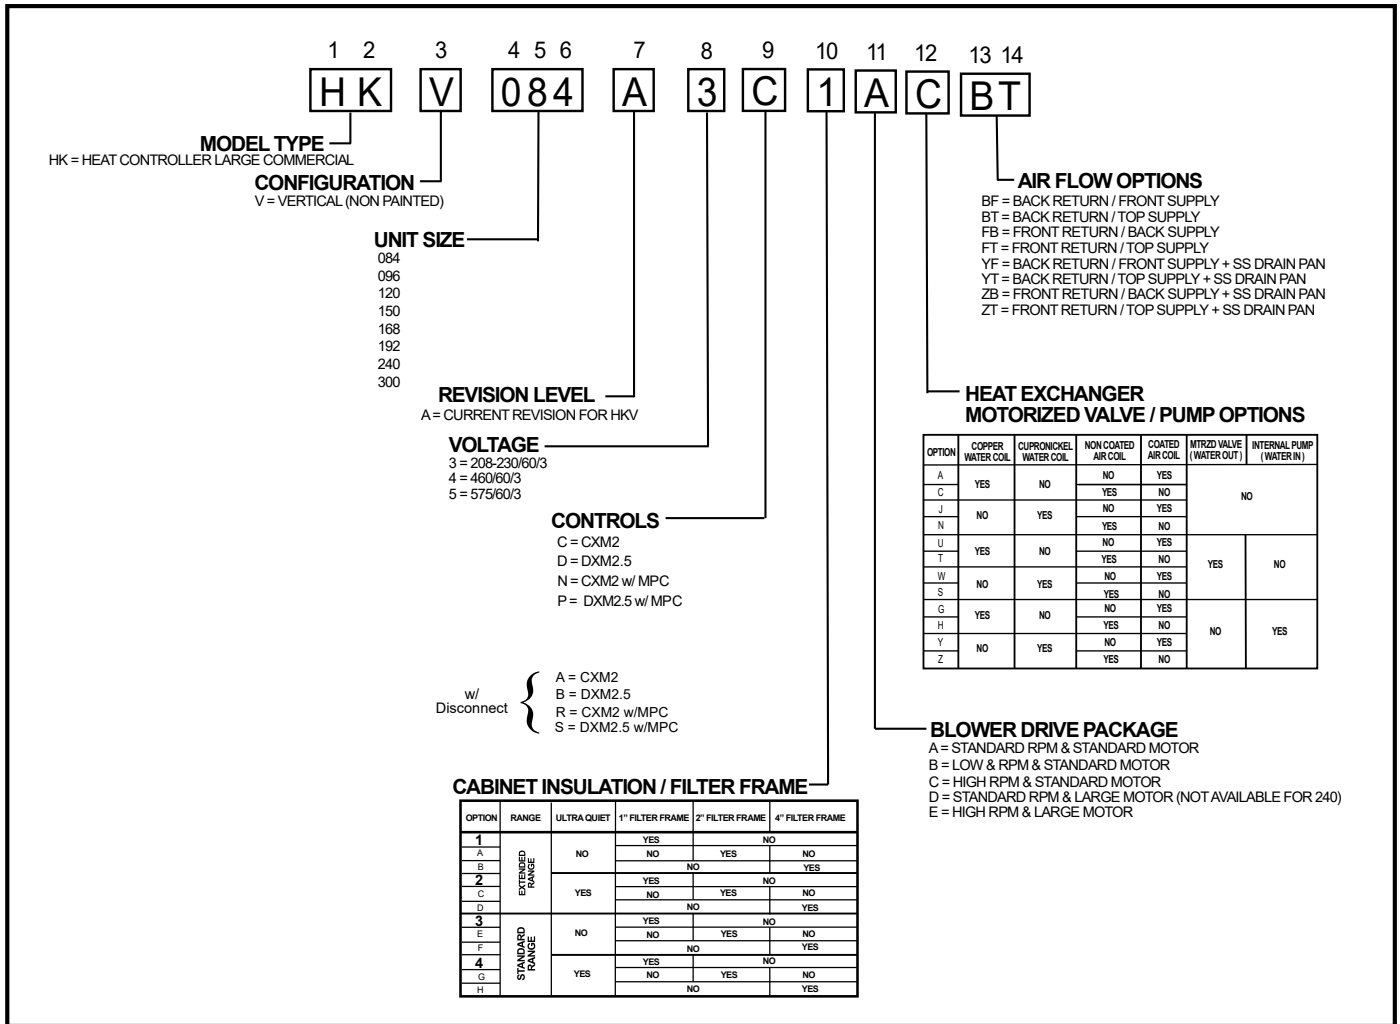 1 2 3 4 5 6 7 8 9 10 11 12 13 14
H K V 0 8 4 A 3 C 1 A C B T
MODEL TYPE
HK = HEAT CONTROLLER LARGE COMMERCIAL
CONFIGURATION
V = VERTICAL (NON PAINTED)
UNIT SIZE
084
096
120
150
168
192
240
300
REVISION LEVEL
A = CURRENT REVISION FOR HKV
VOLTAGE
3 = 208-230/60/3
4 = 460/60/3
5 = 575/60/3
CONTROLS
C = CXM2
D = DXM2.5
N = CXM2 w/ MPC
P = DXM2.5 w/ MPC
w/
Disconnect
A = CXM2
B = DXM2.5
R = CXM2 w/MPC
S = DXM2.5 w/MPC
CABINET INSULATION / FILTER FRAME
OPTION RANGE ULTRA QUIET 1" FILTER FRAME 2" FILTER FRAME 4" FILTER FRAME
1 EXTENDED RANGE NO YES NO
A NO YES NO
B NO YES
2 YES YES NO
C NO YES NO
D NO YES
3 STANDARD RANGE NO YES NO
E NO YES NO
F NO YES
4 YES YES NO
G NO YES NO
H NO YES
AIR FLOW OPTIONS
BF = BACK RETURN / FRONT SUPPLY
BT = BACK RETURN / TOP SUPPLY
FB = FRONT RETURN / BACK SUPPLY
FT = FRONT RETURN / TOP SUPPLY
YF = BACK RETURN / FRONT SUPPLY + SS DRAIN PAN
YT = BACK RETURN / TOP SUPPLY + SS DRAIN PAN
ZB = FRONT RETURN / BACK SUPPLY + SS DRAIN PAN
ZT = FRONT RETURN / TOP SUPPLY + SS DRAIN PAN
HEAT EXCHANGER
MOTORIZED VALVE / PUMP OPTIONS
OPTION COPPER WATER COIL CUPRONICKEL WATER COIL NON COATED AIR COIL COATED AIR COIL MTRZD VALVE ( WATER OUT ) INTERNAL PUMP ( WATER IN )
A YES NO NO YES NO
C YES NO
J NO YES NO YES
N YES NO
U YES NO NO YES YES NO
T YES NO
W NO YES NO YES
S YES NO
G YES NO NO YES NO YES
H YES NO
Y NO YES NO YES
Z YES NO
BLOWER DRIVE PACKAGE
A = STANDARD RPM & STANDARD MOTOR
B = LOW & RPM & STANDARD MOTOR
C = HIGH RPM & STANDARD MOTOR
D = STANDARD RPM & LARGE MOTOR (NOT AVAILABLE FOR 240)
E = HIGH RPM & LARGE MOTOR